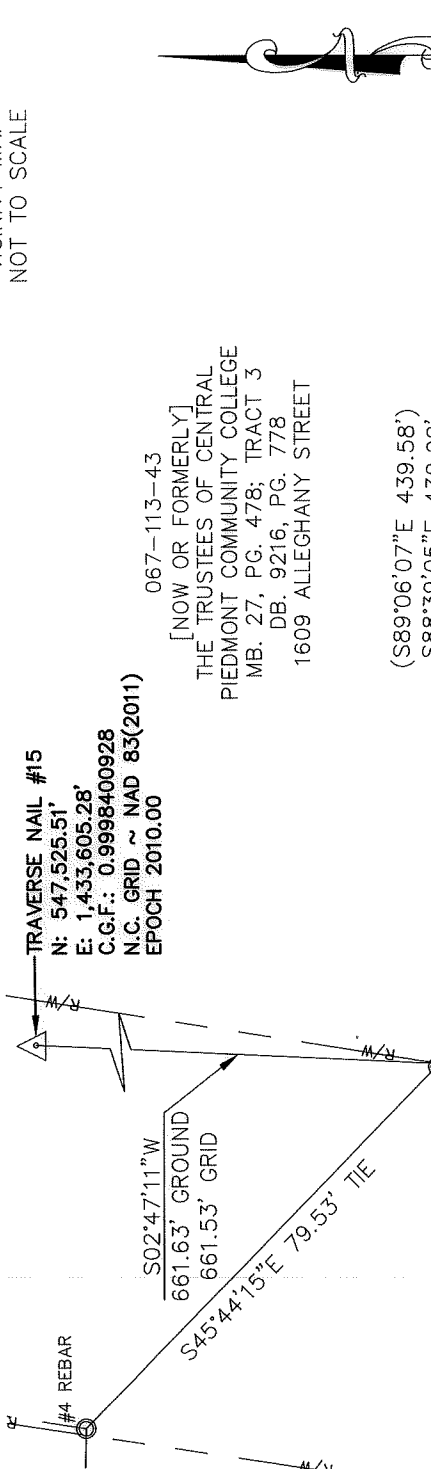 NOT TO SCALE
067-113-43
[NOW OR FORMERLY]
THE TRUSTEES OF CENTRAL
PIEDMONT COMMUNITY COLLEGE
MB. 27, PG. 478; TRACT 3
DB. 9216, PG. 778
1609 ALLEGHANY STREET
(S89°06'07"E 439.58')
TRAVERSE NAIL #15
N: 547,525.51'
E: 1,433,605.28'
C.G.F.: 0.9998400928
N.C. GRID ~ NAD 83(2011)
EPOCH 2010.00
R/W
R/W
S02°47'11"W
661.63' GROUND
661.53' GRID
S45°44'15"E 79.53' TIE
#4 REBAR
R/W